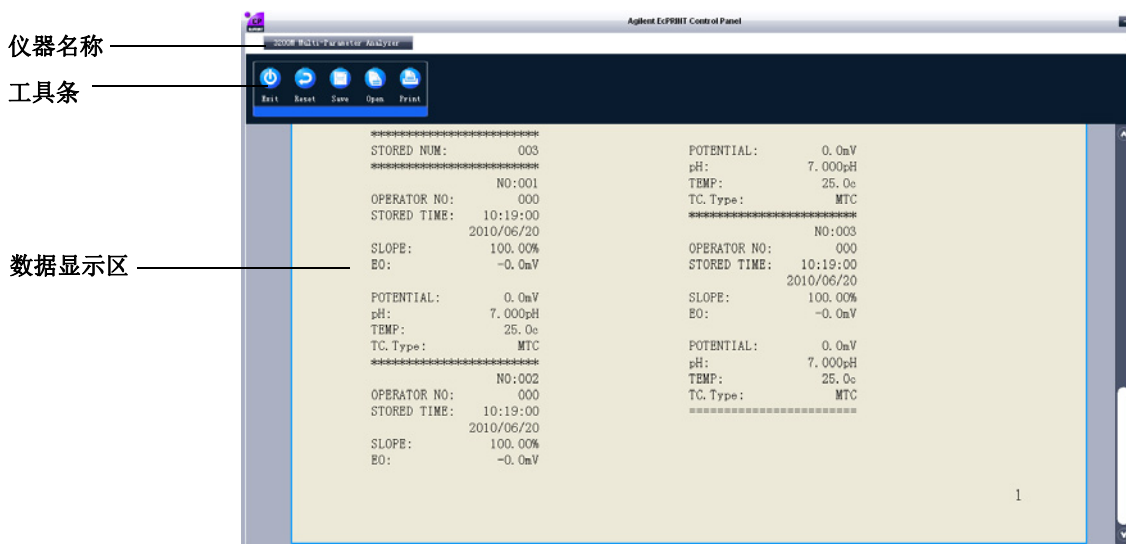 Agilent EcPRINT Control Panel
仪器名称
3200M Multi-Parameter Analyzer
工具条
Exit Reset Save Open Print
数据显示区
**************************
STORED NUM: 003
**************************
NO:001
OPERATOR NO: 000
STORED TIME: 10:19:00
2010/06/20
SLOPE: 100.00%
EO: -0.0mV
POTENTIAL: 0.0mV
pH: 7.000pH
TEMP: 25.0c
TC.Type: MTC
**************************
NO:002
OPERATOR NO: 000
STORED TIME: 10:19:00
2010/06/20
SLOPE: 100.00%
EO: -0.0mV
POTENTIAL: 0.0mV
pH: 7.000pH
TEMP: 25.0c
TC.Type: MTC
**************************
NO:003
OPERATOR NO: 000
STORED TIME: 10:19:00
2010/06/20
SLOPE: 100.00%
EO: -0.0mV
POTENTIAL: 0.0mV
pH: 7.000pH
TEMP: 25.0c
TC.Type: MTC
========================
1